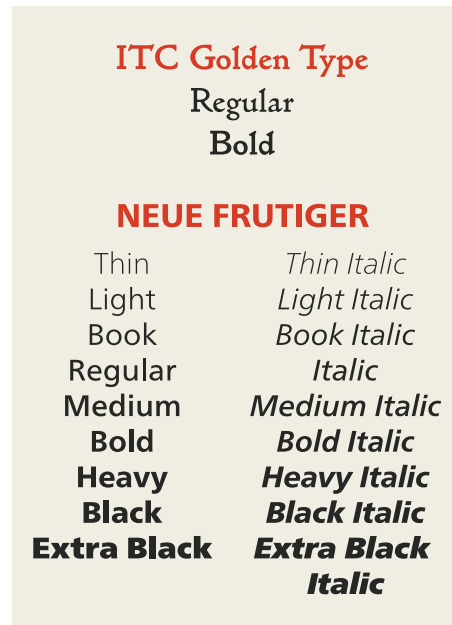 ITC Golden Type
Regular
Bold
NEUE FRUTIGER
Thin
Light
Book
Regular
Medium
Bold
Heavy
Black
Extra Black
Thin Italic
Light Italic
Book Italic
Italic
Medium Italic
Bold Italic
Heavy Italic
Black Italic
Extra Black
Italic